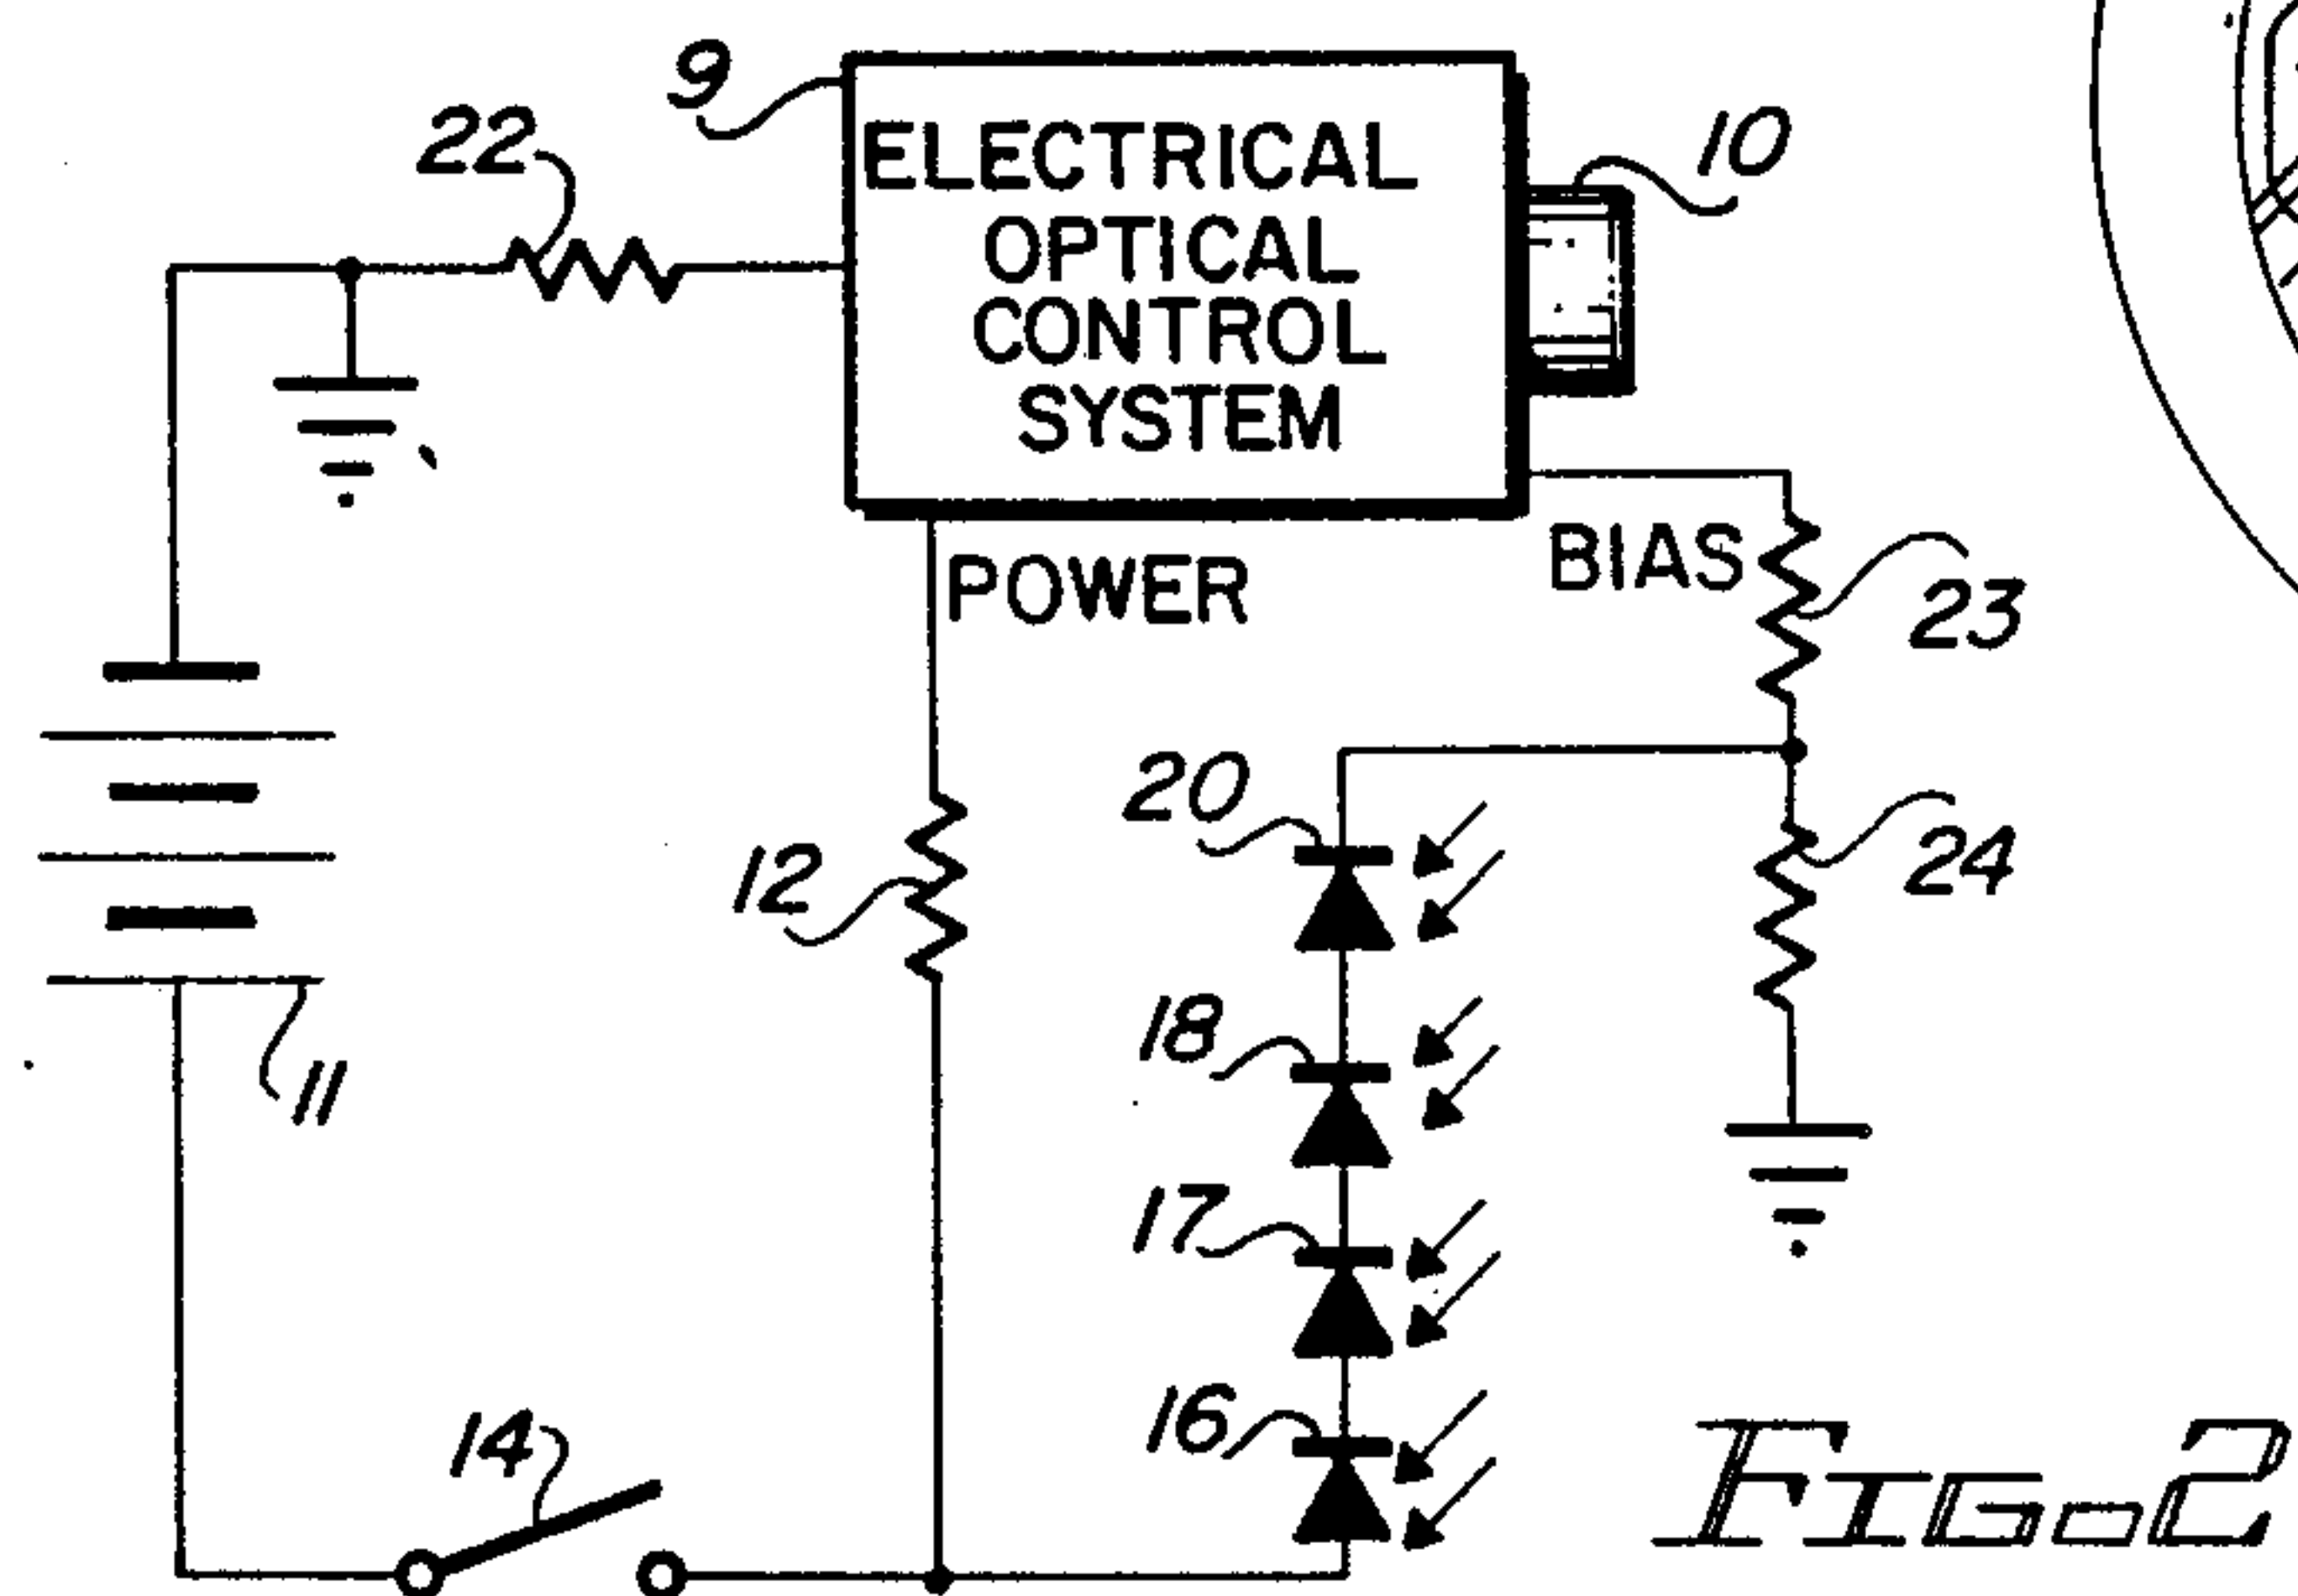 9
22
10
ELECTRICAL
OPTICAL
CONTROL
SYSTEM
POWER
BIAS
23
20
12
24
18
11
17
16
14
FIG. 2